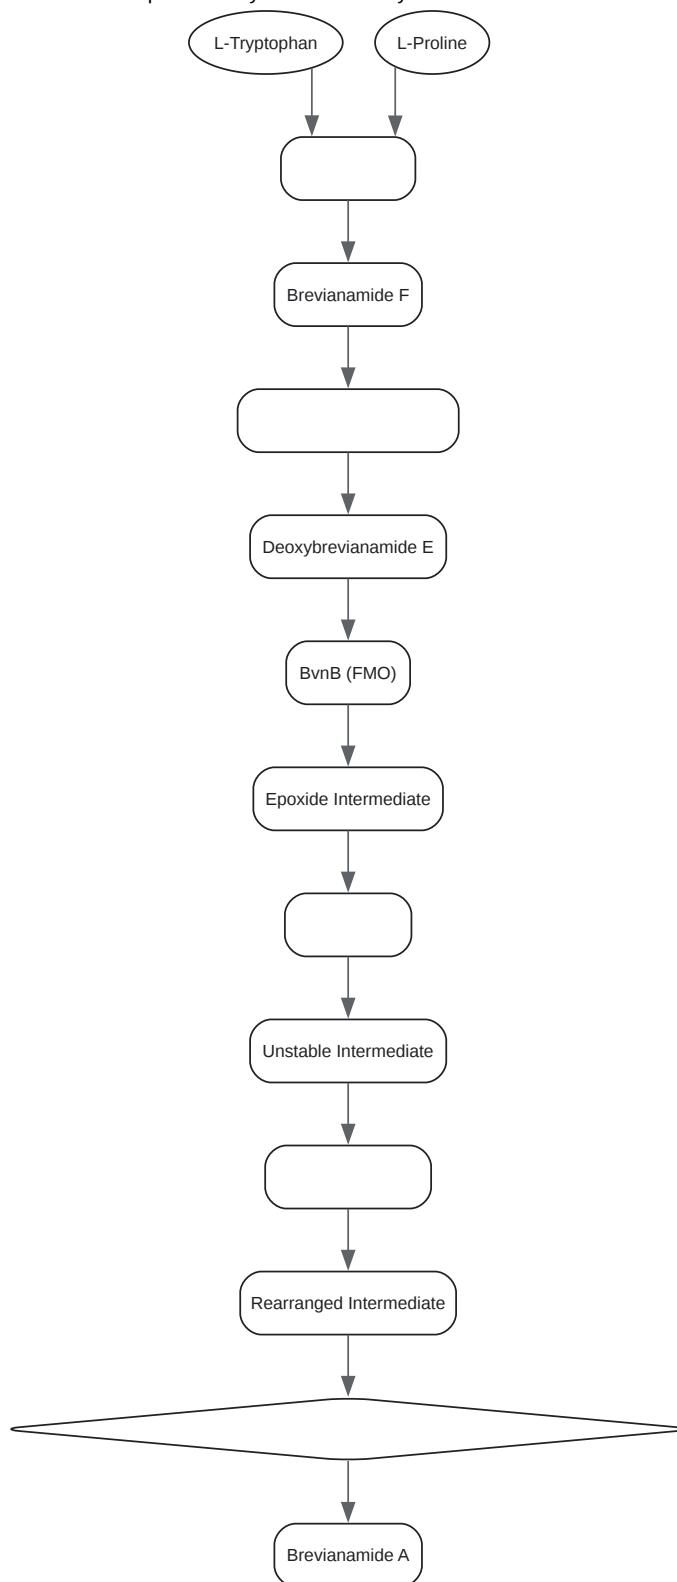 L-Tryptophan
L-Proline
Brevianamide F
Deoxybrevianamide E
BvnB (FMO)
Epoxide Intermediate
Unstable Intermediate
Rearranged Intermediate
Brevianamide A